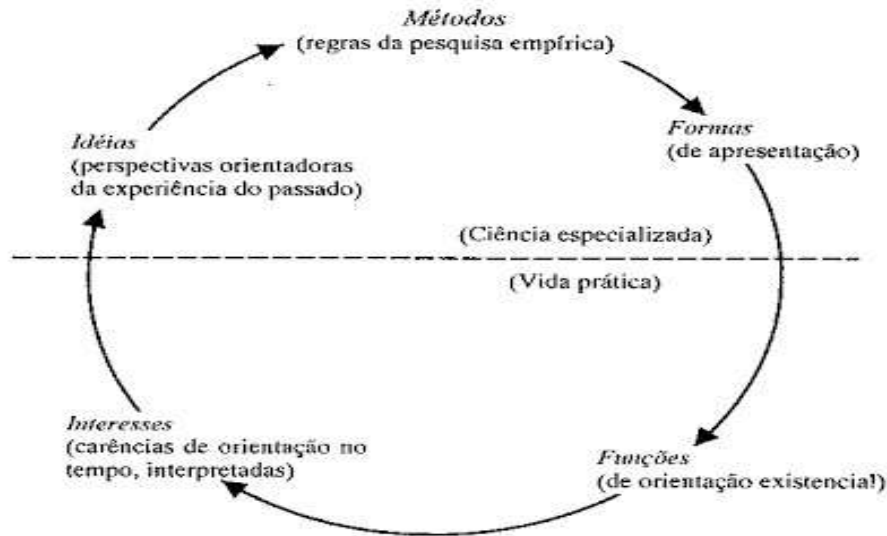 Métodos
(regras da pesquisa empírica)
Idéias
(perspectivas orientadoras
da experiência do passado)
Formas
(de apresentação)
(Ciência especializada)
(Vida prática)
Interesses
(carências de orientação no
tempo, interpretadas)
Funções
(de orientação existencial)